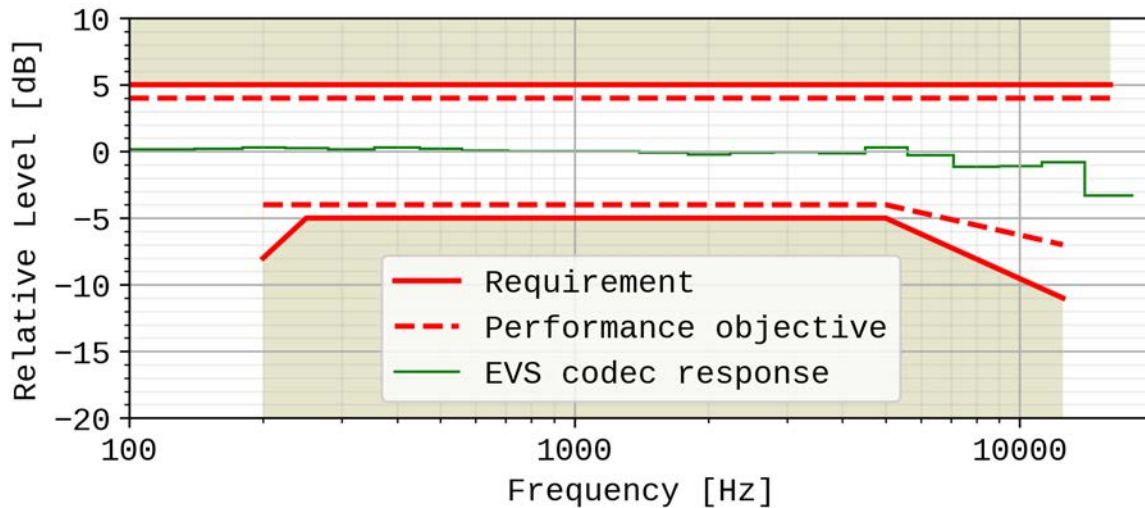 10
5
0
−5
−10
−15
−20
Relative Level [dB]
Requirement
Performance objective
EVS codec response
100
1000
10000
Frequency [Hz]